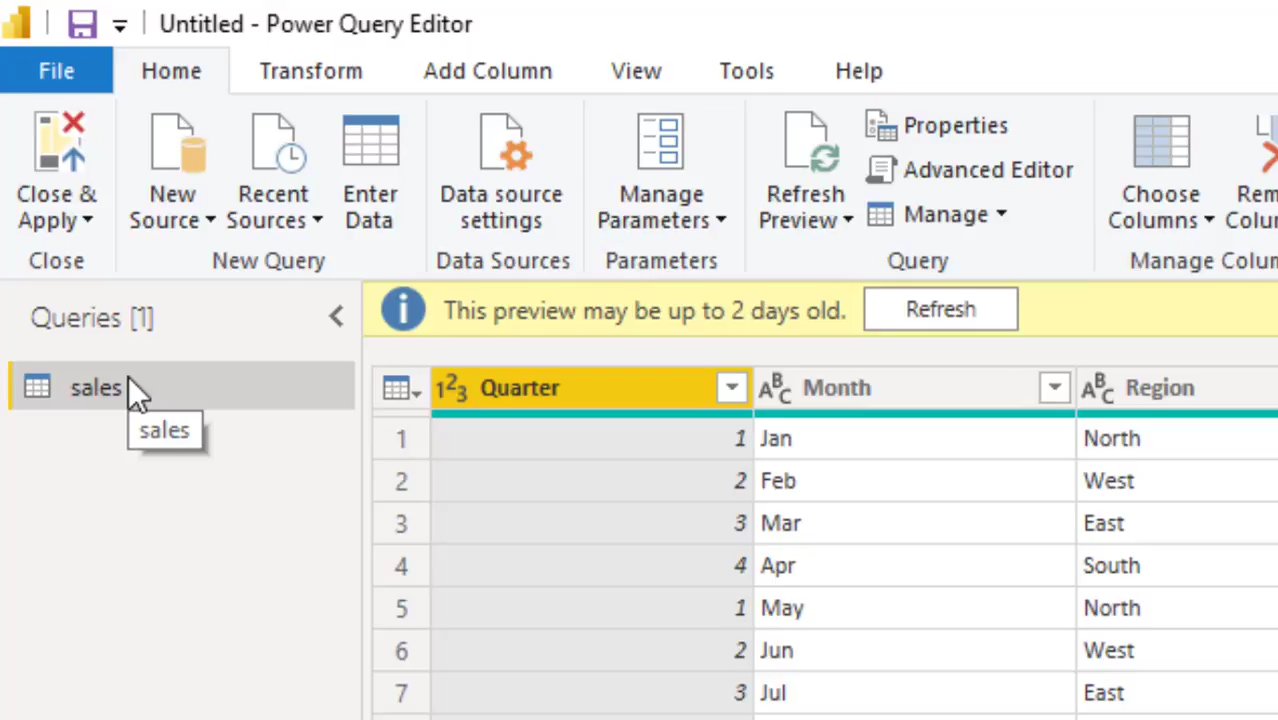 Untitled - Power Query Editor
File Home Transform Add Column View Tools Help
Close & Apply
New Source
Recent Sources
Enter Data
Data source settings
Manage Parameters
Refresh Preview
Properties
Advanced Editor
Manage
Choose Columns
Close
New Query
Data Sources
Parameters
Query
Queries [1]
This preview may be up to 2 days old. Refresh
sales
sales
123 Quarter ABC Month ABC Region
1 1 Jan North
2 2 Feb West
3 3 Mar East
4 4 Apr South
5 1 May North
6 2 Jun West
7 3 Jul East